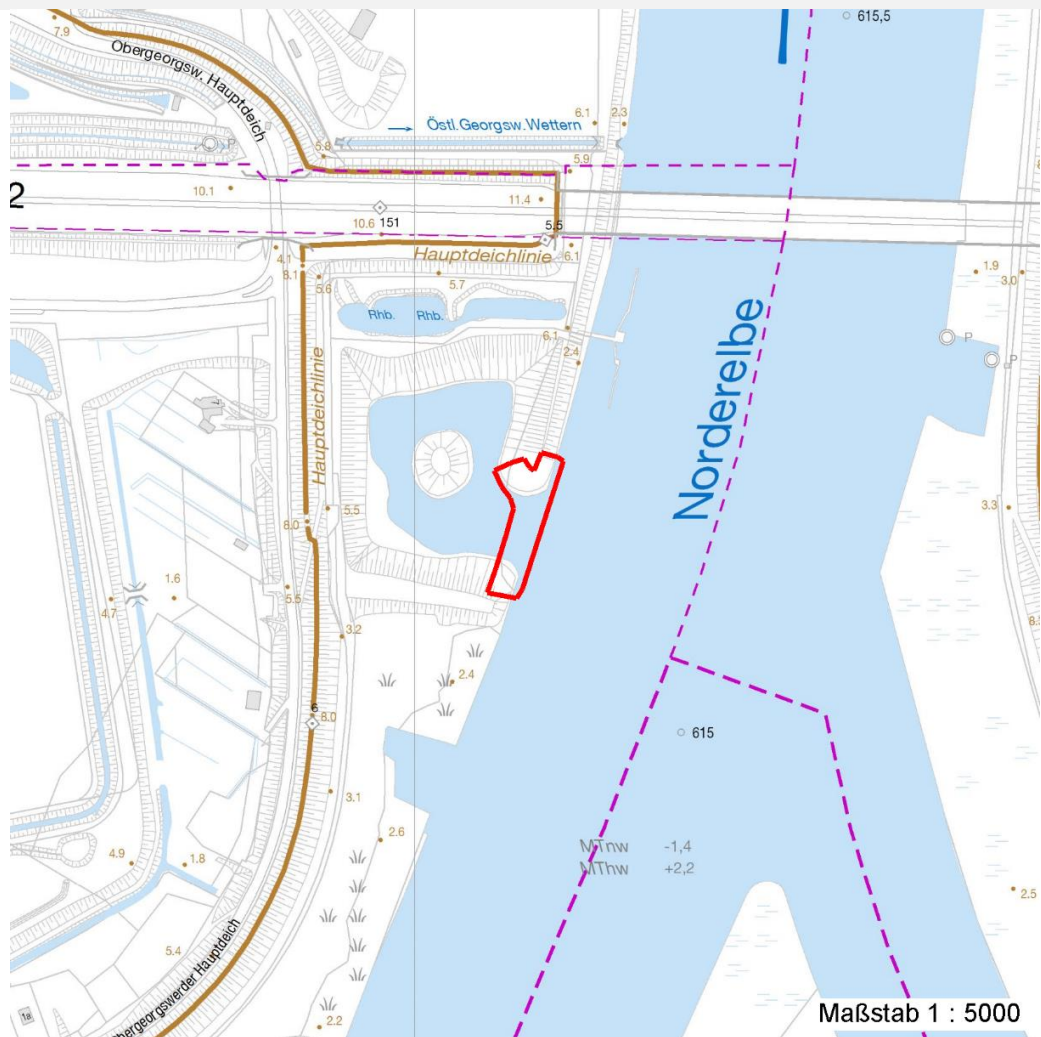 615,5
7.9
Obergeorgsw. Hauptdeich
6.1
2.3
Östl.Georgsw.Wettern
P
5.8
5.9
10.1
2
11.4
10.6
151
5.5
4.1
Hauptdeichlinie
6.1
8.1
5.6
5.7
1.9
3.0
Rhb.
Rhb.
6.1
P
2.4
P
Norderelbe
Hauptdeichlinie
5.5
3.3
8.0
1.6
4.7
5.5
3.2
2.4
6
8.0
615
3.1
2.6
MTnw -1,4
MThw +2,2
4.9
1.8
2.5
5.4
Obergeorgswerder Hauptdeich
1a
2.2
Maßstab 1 : 5000